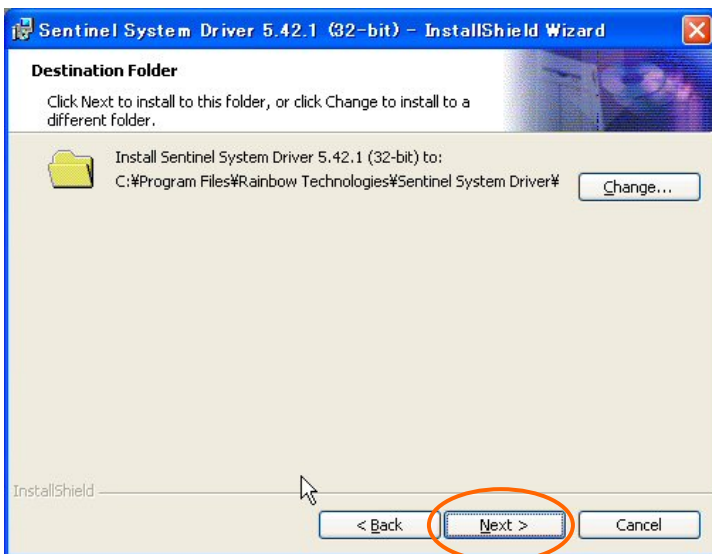 Sentinel System Driver 5.42.1 (32-bit) - InstallShield Wizard
Destination Folder
Click Next to install to this folder, or click Change to install to a
different folder.
Install Sentinel System Driver 5.42.1 (32-bit) to:
C:¥Program Files¥Rainbow Technologies¥Sentinel System Driver¥
Change...
InstallShield
< Back
Next >
Cancel